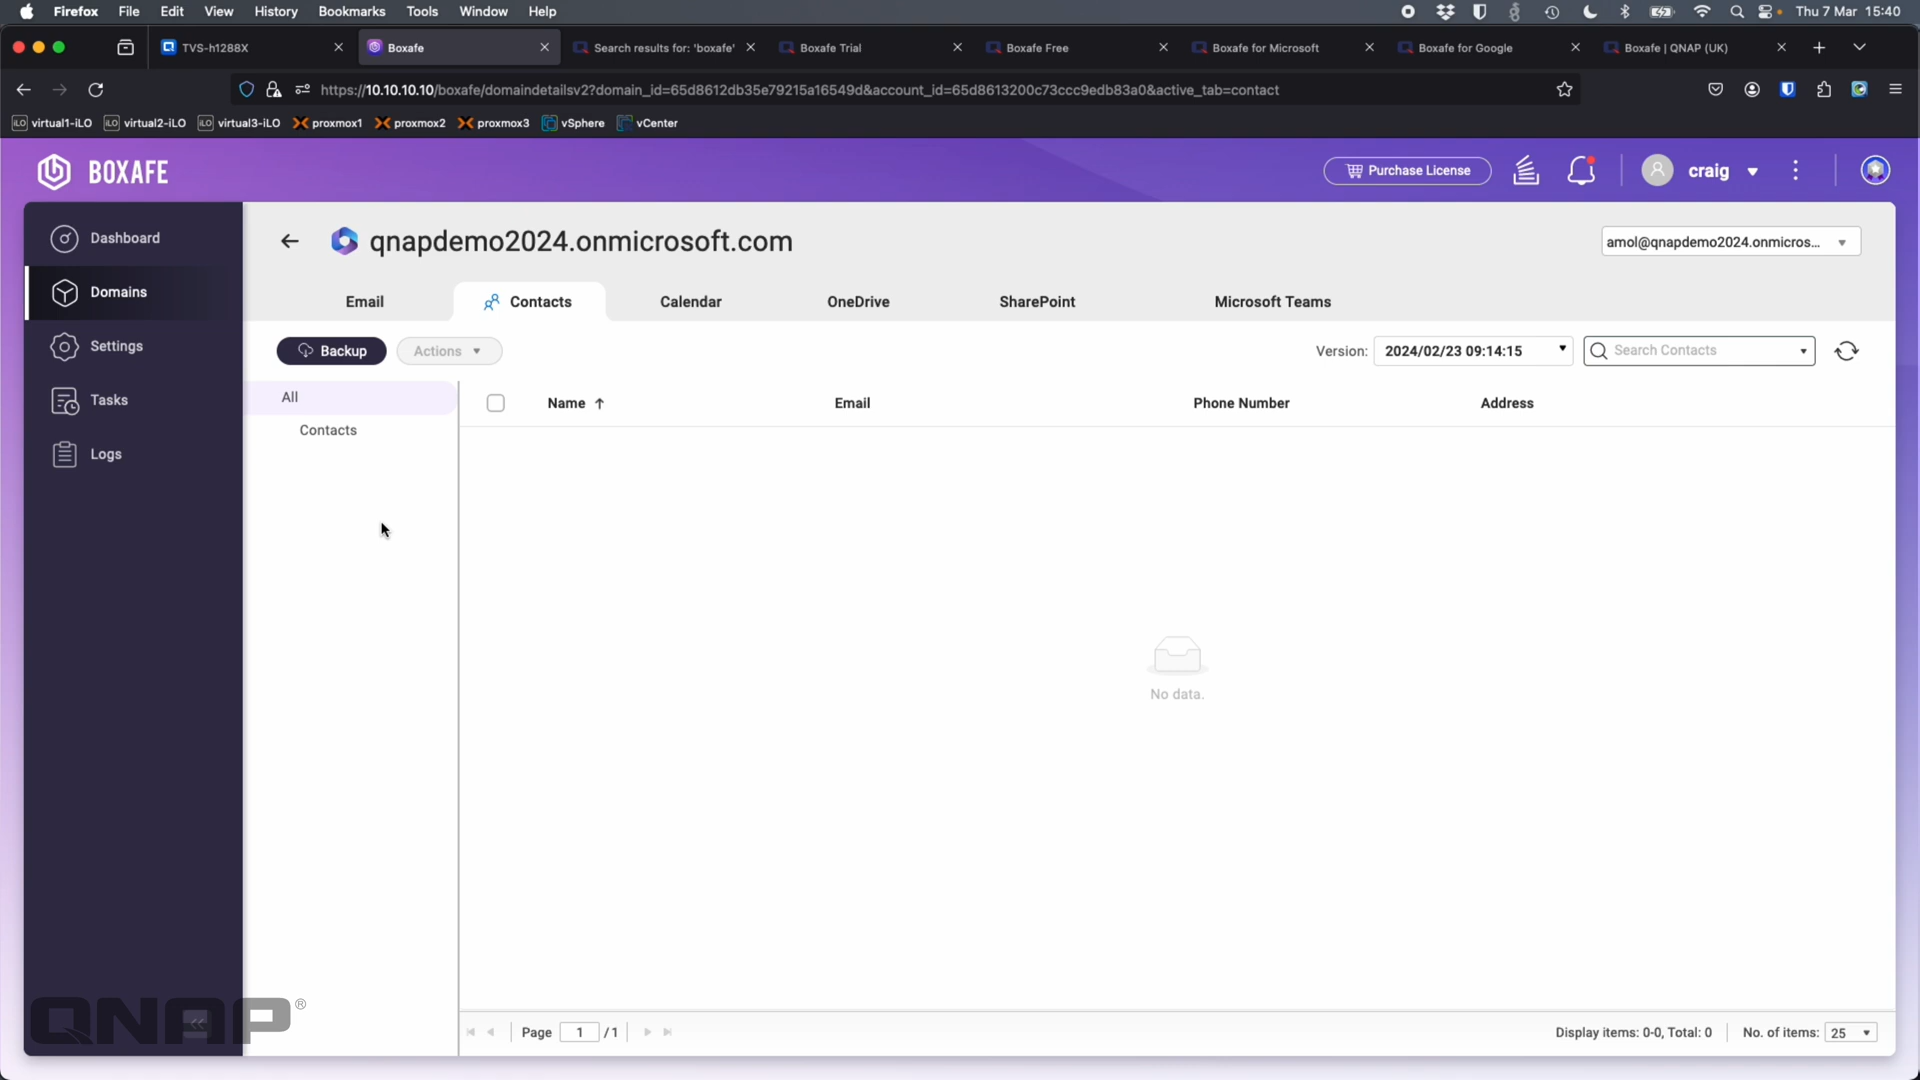 Firefox File Edit View History Bookmarks Tools Window Help Thu 7 Mar 15:40
TVS-h1288X Boxafe Search results for: 'boxafe' Boxafe Trial Boxafe Free Boxafe for Microsoft Boxafe for Google Boxafe | QNAP (UK)
https://10.10.10.10/boxafe/domaindetailsv2?domain_id=65d8612db35e79215a16549d&account_id=65d8613200c73ccc9edb83a0&active_tab=contact
iLO virtual1-iLO iLO virtual2-iLO iLO virtual3-iLO proxmox1 proxmox2 proxmox3 vSphere vCenter
BOXAFE Purchase License craig
Dashboard
Domains
Settings
Tasks
Logs
qnapdemo2024.onmicrosoft.com amol@qnapdemo2024.onmicros...
Email Contacts Calendar OneDrive SharePoint Microsoft Teams
Backup Actions Version: 2024/02/23 09:14:15 Search Contacts
All
Contacts
Name Email Phone Number Address
No data.
Page 1 /1 Display items: 0-0, Total: 0 No. of items: 25
QNAP®